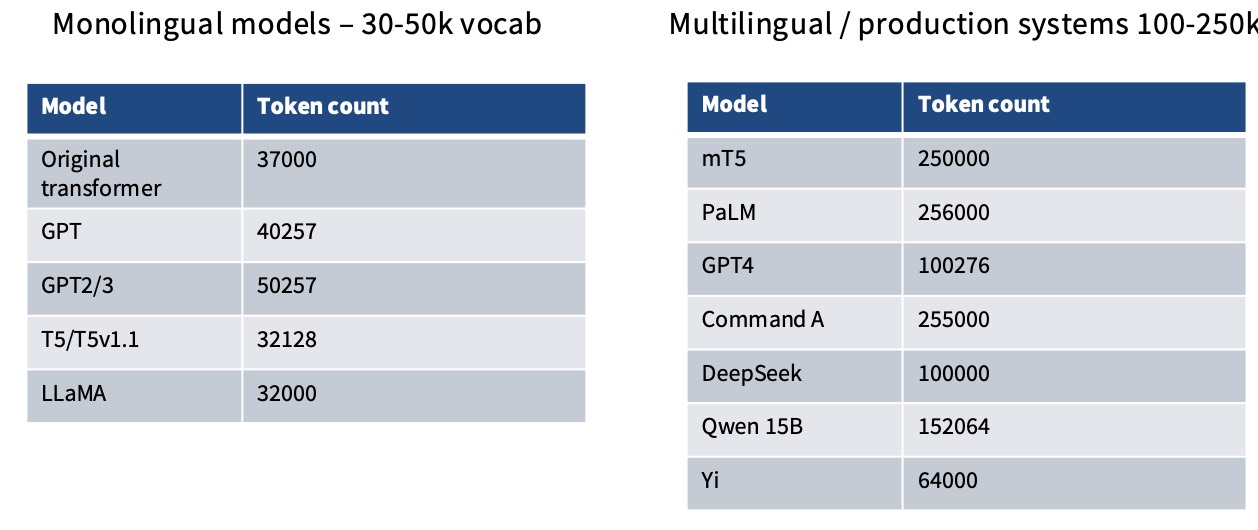 Monolingual models – 30-50k vocab
Model Token count
Original transformer 37000
GPT 40257
GPT2/3 50257
T5/T5v1.1 32128
LLaMA 32000
Multilingual / production systems 100-250k
Model Token count
mT5 250000
PaLM 256000
GPT4 100276
Command A 255000
DeepSeek 100000
Qwen 15B 152064
Yi 64000